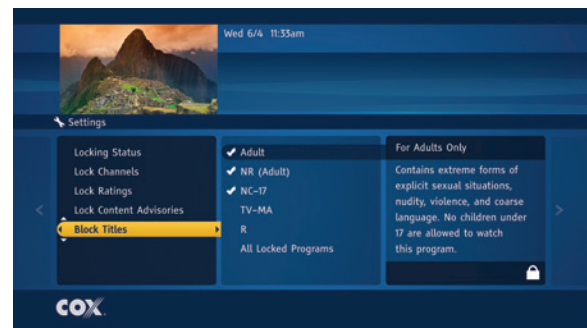 Wed 6/4 11:33am
Settings
Locking Status
Lock Channels
Lock Ratings
Lock Content Advisories
Block Titles
Adult
NR (Adult)
NC-17
TV-MA
R
All Locked Programs
For Adults Only
Contains extreme forms of
explicit sexual situations,
nudity, violence, and coarse
language. No children under
17 are allowed to watch
this program.
COX